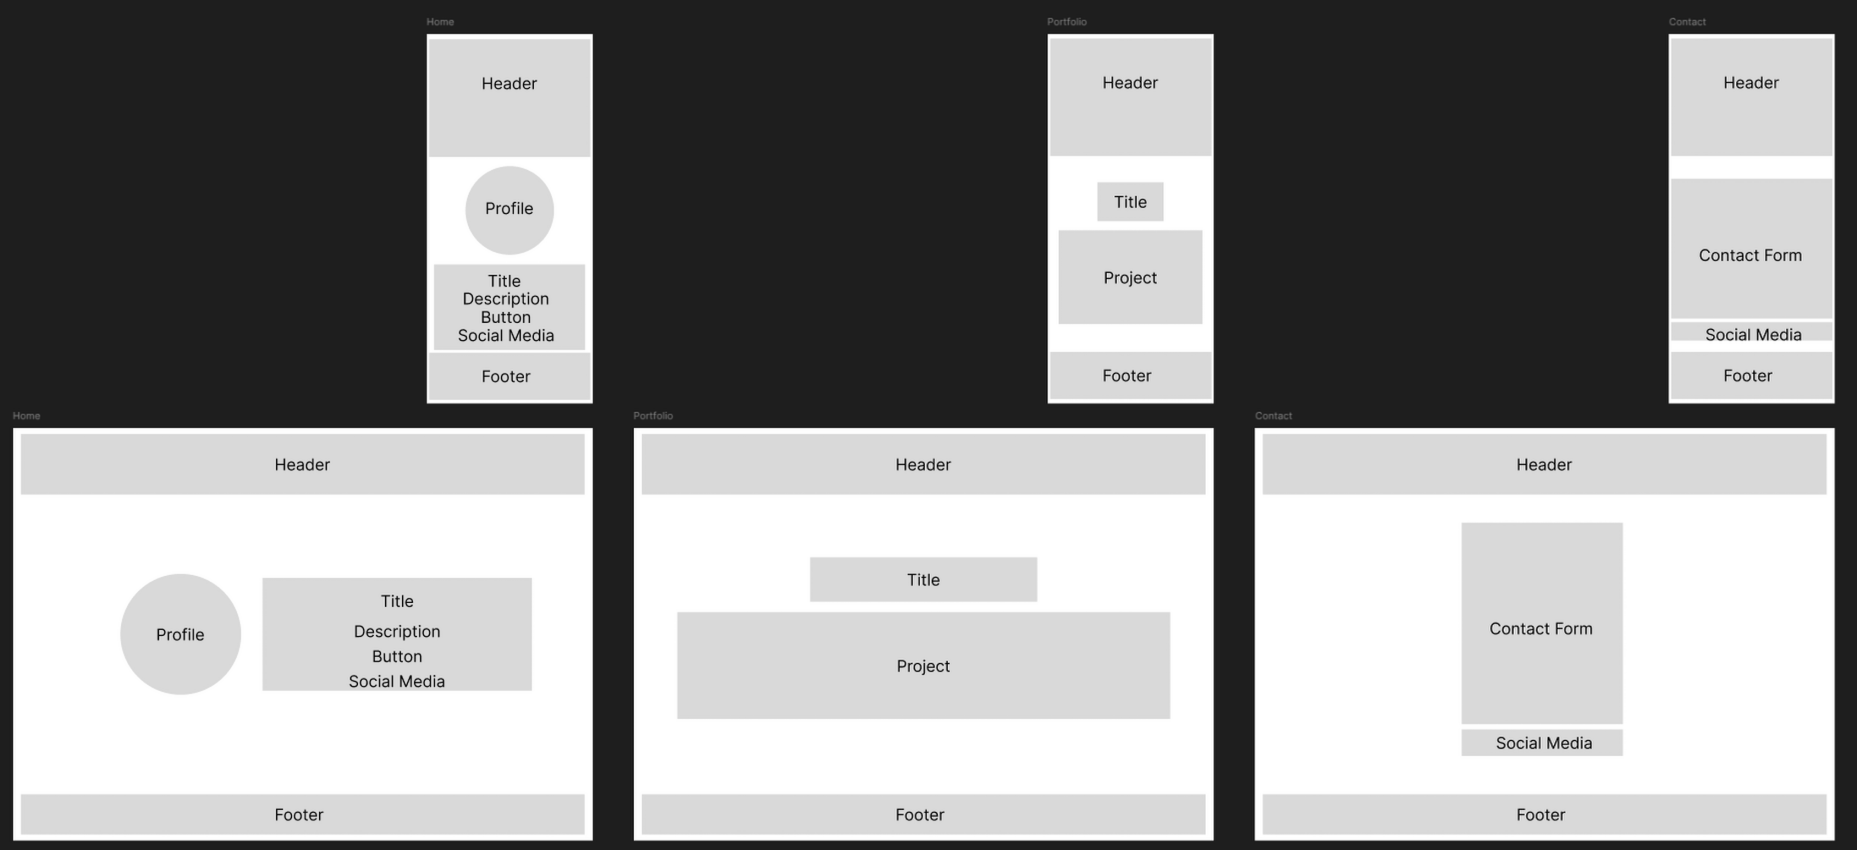 Home
Header
Profile
Title
Description
Button
Social Media
Footer
Portfolio
Header
Title
Project
Footer
Contact
Header
Contact Form
Social Media
Footer
Home
Header
Profile
Title
Description
Button
Social Media
Footer
Portfolio
Header
Title
Project
Footer
Contact
Header
Contact Form
Social Media
Footer